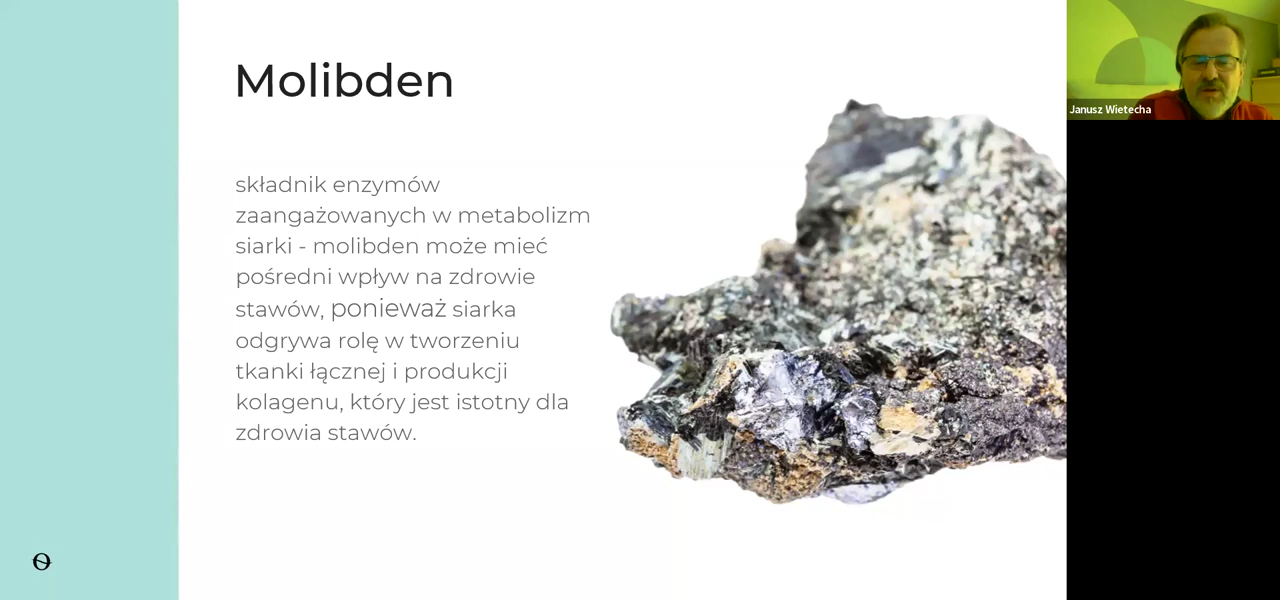 Molibden
składnik enzymów
zaangażowanych w metabolizm
siarki - molibden może mieć
pośredni wpływ na zdrowie
stawów, ponieważ siarka
odgrywa rolę w tworzeniu
tkanki łącznej i produkcji
kolagenu, który jest istotny dla
zdrowia stawów.
Janusz Wietecha